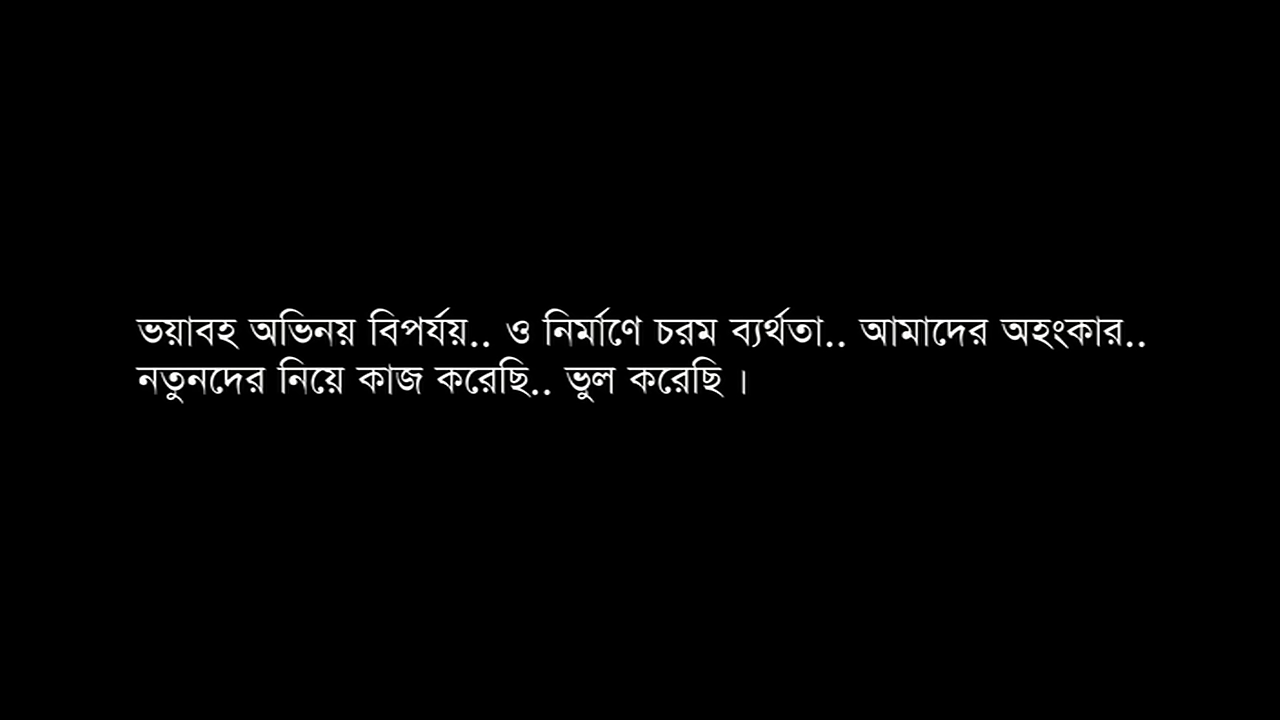 ভয়াবহ অভিনয় বিপর্যয়.. ও নির্মাণে চরম ব্যর্থতা.. আমাদের অহংকার..
নতুনদের নিয়ে কাজ করেছি.. ভুল করেছি ।